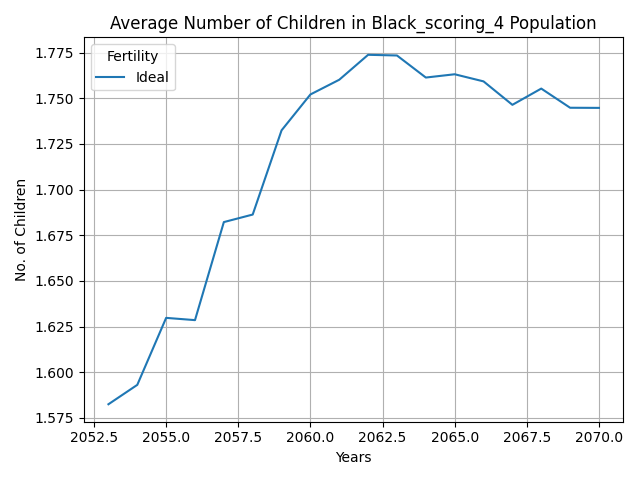 Average Number of Children in Black_scoring_4 Population
Fertility
Ideal
No. of Children
1.775
1.750
1.725
1.700
1.675
1.650
1.625
1.600
1.575
2052.5 2055.0 2057.5 2060.0 2062.5 2065.0 2067.5 2070.0
Years